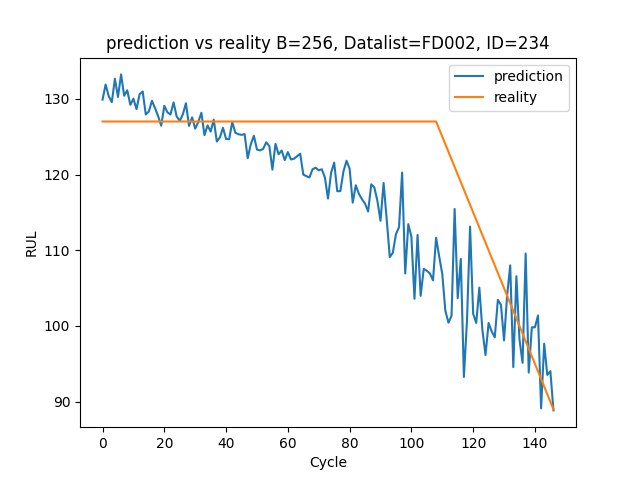 prediction vs reality B=256, Datalist=FD002, ID=234
prediction
reality
RUL
130
120
110
100
90
0 20 40 60 80 100 120 140
Cycle